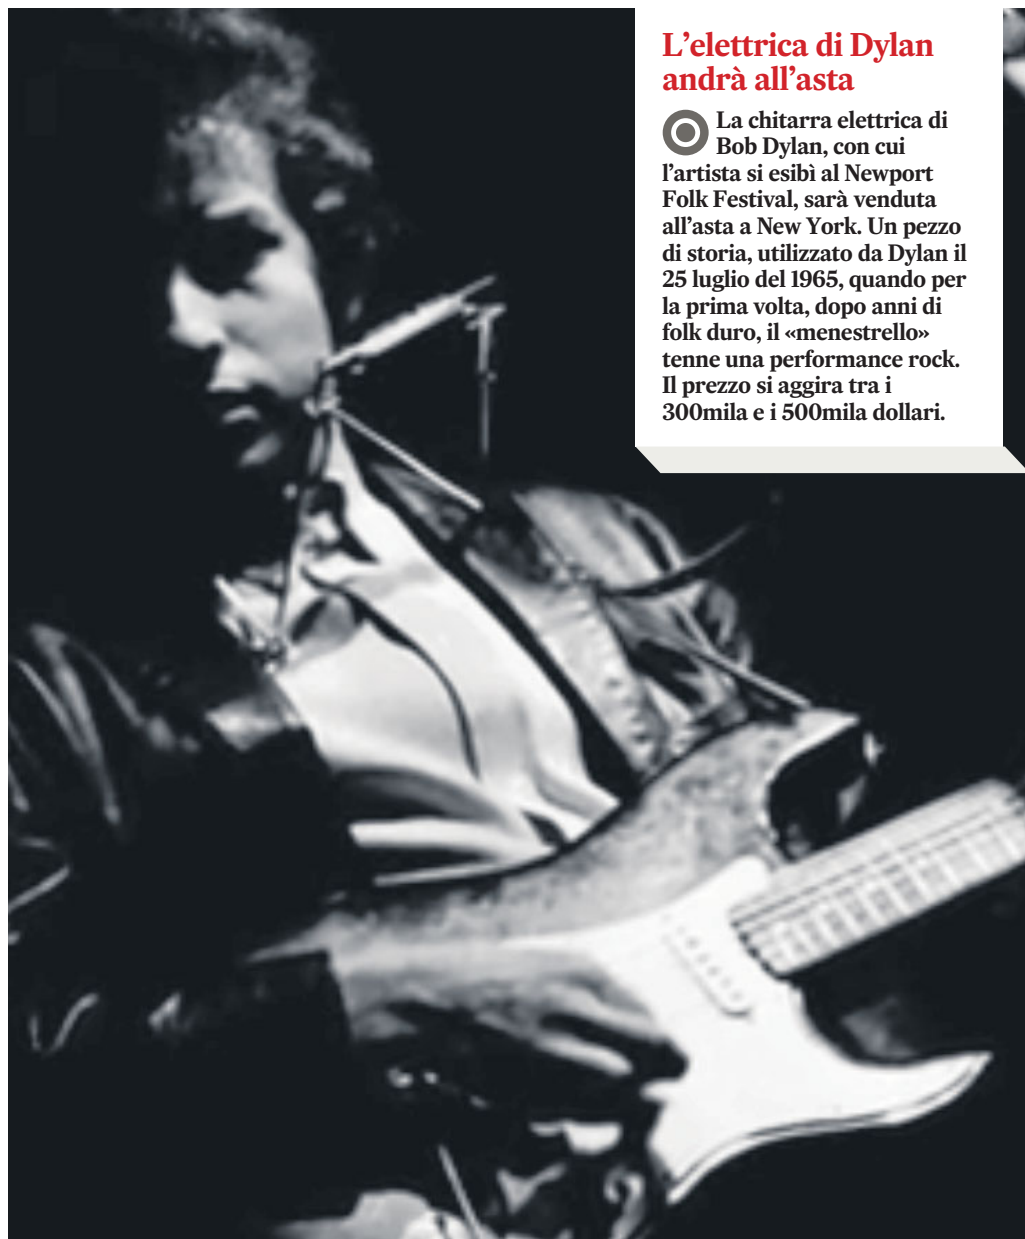 L’elettrica di Dylan
andrà all’asta
La chitarra elettrica di
Bob Dylan, con cui
l’artista si esibì al Newport
Folk Festival, sarà venduta
all’asta a New York. Un pezzo
di storia, utilizzato da Dylan il
25 luglio del 1965, quando per
la prima volta, dopo anni di
folk duro, il «menestrello»
tenne una performance rock.
Il prezzo si aggira tra i
300mila e i 500mila dollari.